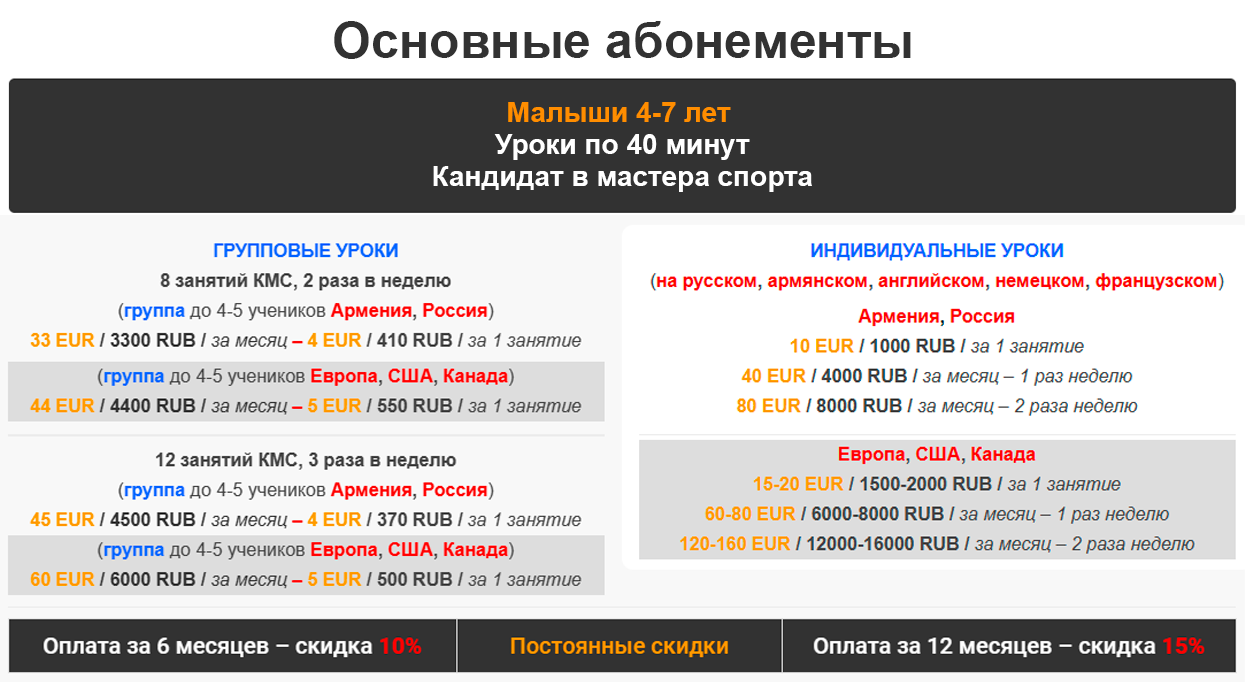 Основные абонементы
Малыши 4-7 лет
Уроки по 40 минут
Кандидат в мастера спорта
ГРУППОВЫЕ УРОКИ
8 занятий КМС, 2 раза в неделю
(группа до 4-5 учеников Армения, Россия)
33 EUR / 3300 RUB / за месяц – 4 EUR / 410 RUB / за 1 занятие
(группа до 4-5 учеников Европа, США, Канада)
44 EUR / 4400 RUB / за месяц – 5 EUR / 550 RUB / за 1 занятие
12 занятий КМС, 3 раза в неделю
(группа до 4-5 учеников Армения, Россия)
45 EUR / 4500 RUB / за месяц – 4 EUR / 370 RUB / за 1 занятие
(группа до 4-5 учеников Европа, США, Канада)
60 EUR / 6000 RUB / за месяц – 5 EUR / 500 RUB / за 1 занятие
ИНДИВИДУАЛЬНЫЕ УРОКИ
(на русском, армянском, английском, немецком, французском)
Армения, Россия
10 EUR / 1000 RUB / за 1 занятие
40 EUR / 4000 RUB / за месяц – 1 раз неделю
80 EUR / 8000 RUB / за месяц – 2 раза неделю
Европа, США, Канада
15-20 EUR / 1500-2000 RUB / за 1 занятие
60-80 EUR / 6000-8000 RUB / за месяц – 1 раз неделю
120-160 EUR / 12000-16000 RUB / за месяц – 2 раза неделю
Оплата за 6 месяцев – скидка 10%
Постоянные скидки
Оплата за 12 месяцев – скидка 15%